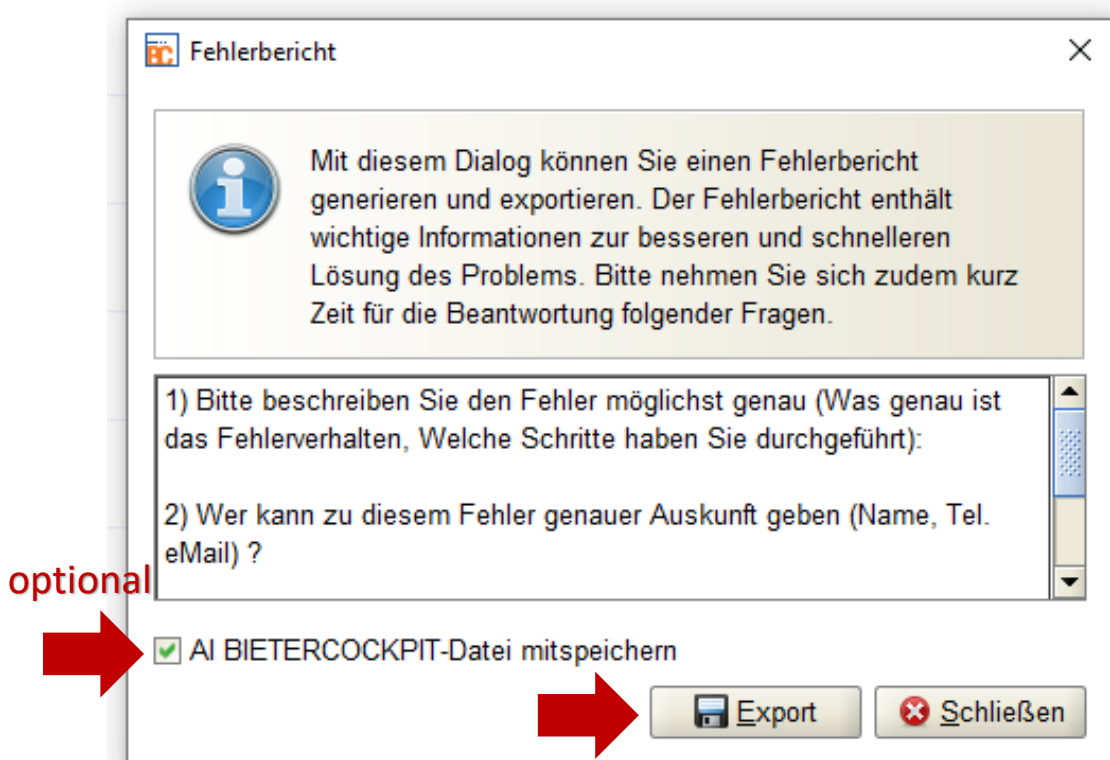 BC Fehlerbericht
Mit diesem Dialog können Sie einen Fehlerbericht
generieren und exportieren. Der Fehlerbericht enthält
wichtige Informationen zur besseren und schnelleren
Lösung des Problems. Bitte nehmen Sie sich zudem kurz
Zeit für die Beantwortung folgender Fragen.
1) Bitte beschreiben Sie den Fehler möglichst genau (Was genau ist
das Fehlerverhalten, Welche Schritte haben Sie durchgeführt):
2) Wer kann zu diesem Fehler genauer Auskunft geben (Name, Tel.
eMail) ?
optional
AI BIETERCOCKPIT-Datei mitspeichern
Export
Schließen